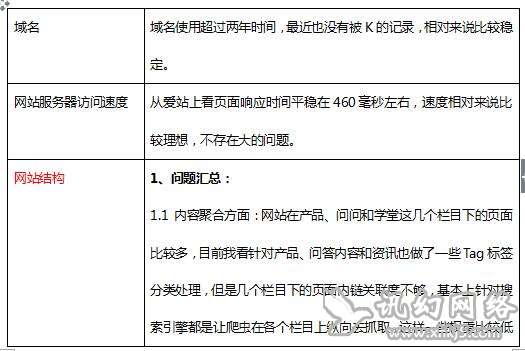 域名
域名使用超过两年时间，最近也没有被 K 的记录，相对来说比较稳
定。
网站服务器访问速度
从爱站上看页面响应时间平稳在 460 毫秒左右，速度相对来说比
较理想，不存在大的问题。
网站结构
1、问题汇总：
1.1 内容聚合方面：网站在产品、问问和学堂这几个栏目下的页面
比较多，目前我看针对产品、问答内容和资讯也做了一些 Tag 标签
分类处理，但是几个栏目下的页面内链关联度不够，基本上针对搜
索引擎都是让爬虫在各个栏目上纵向去抓取，这样一些权重比较低